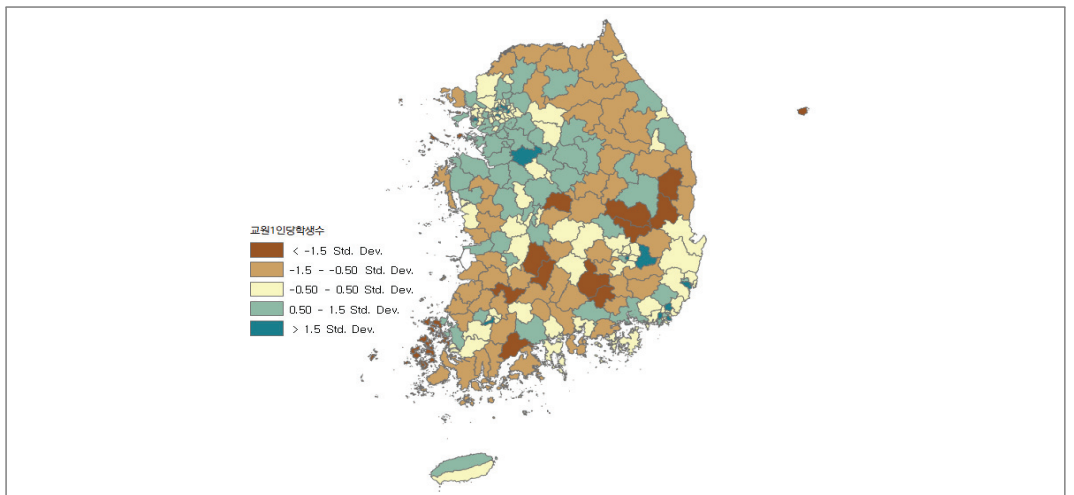 교원1인당학생수
< -1.5 Std. Dev.
-1.5 - -0.50 Std. Dev.
-0.50 - 0.50 Std. Dev.
0.50 - 1.5 Std. Dev.
> 1.5 Std. Dev.